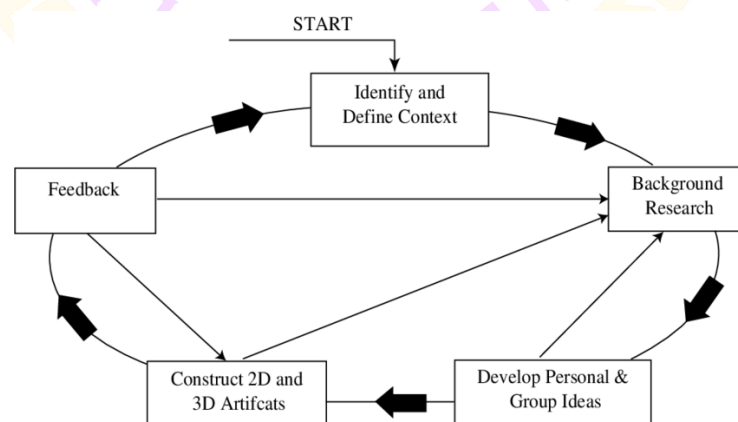 START
Identify and
Define Context
Feedback
Background
Research
Construct 2D and
3D Artifcats
Develop Personal &
Group Ideas